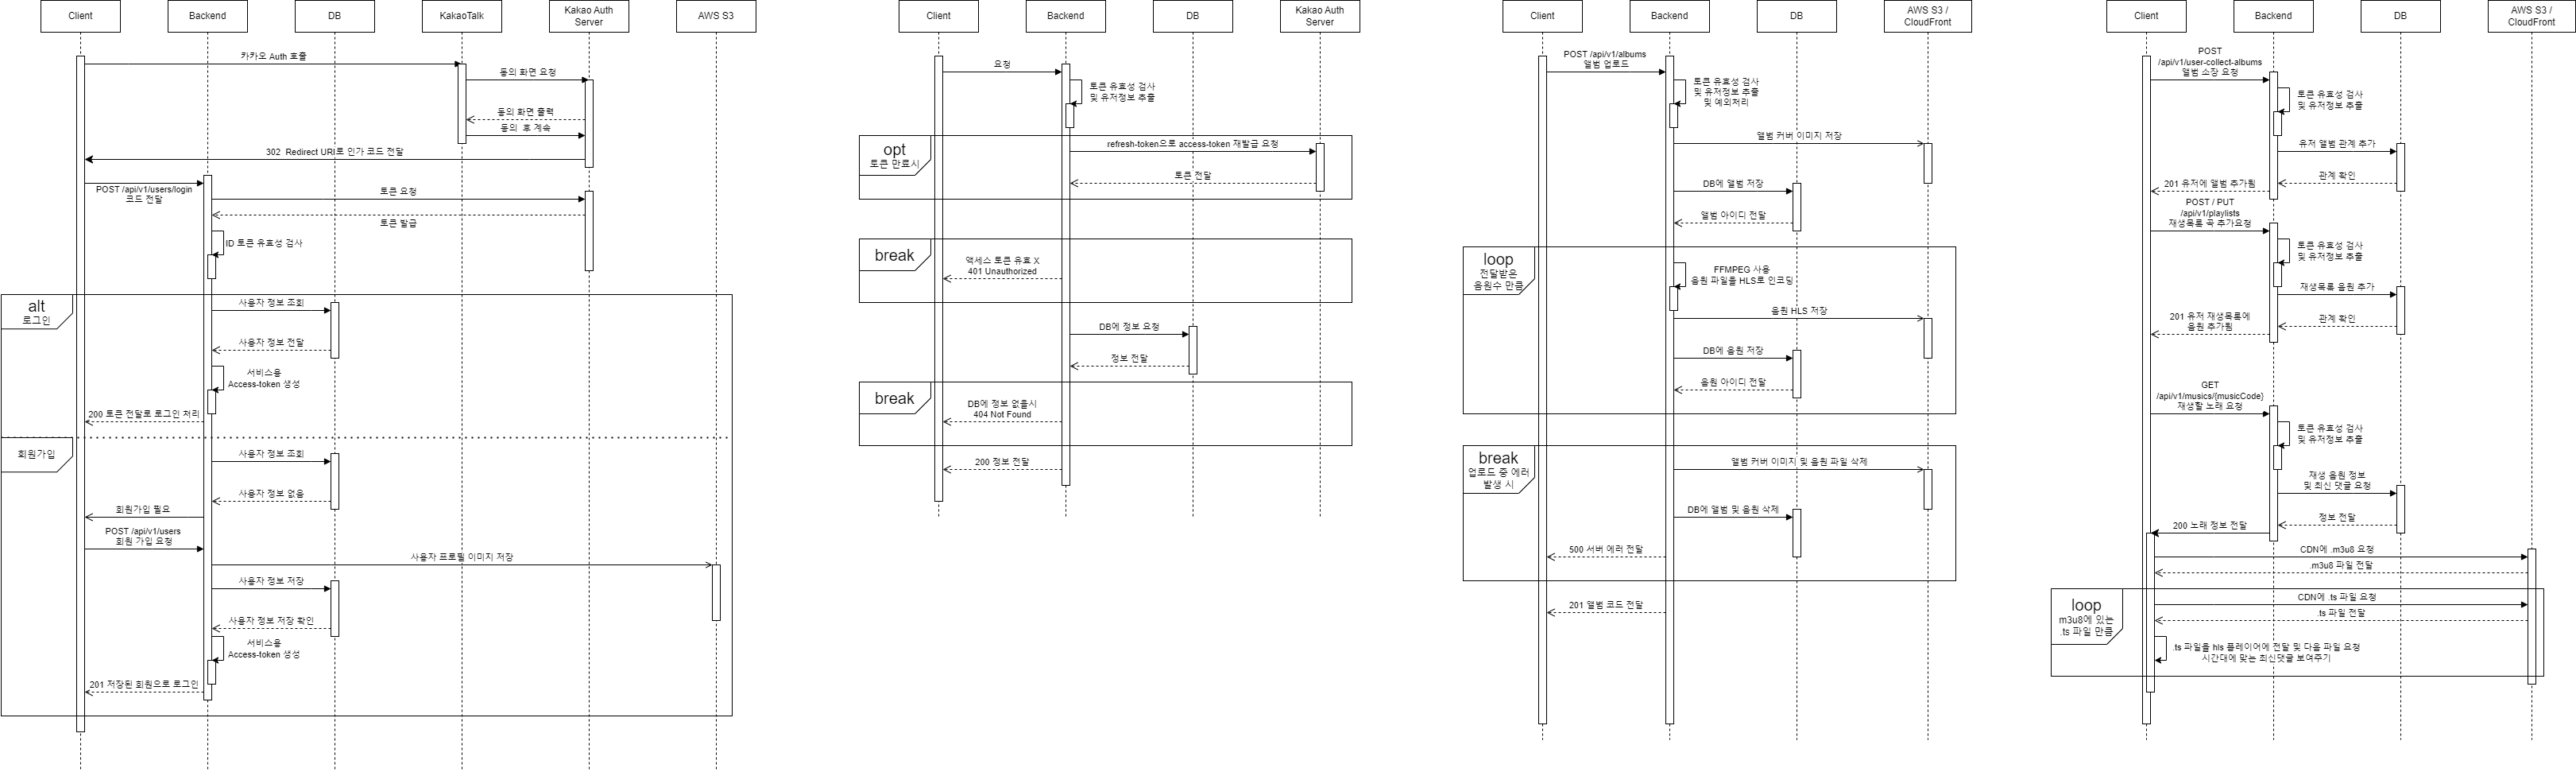 Client
Backend
DB
KakaoTalk
Kakao Auth
Server
AWS S3
카카오 Auth 호출
동의 화면 요청
동의 화면 출력
동의 후 계속
302 Redirect URI로 인가 코드 전달
POST /api/v1/users/login
코드 전달
토큰 요청
토큰 발급
ID 토큰 유효성 검사
alt
로그인
사용자 정보 조회
사용자 정보 전달
서비스용
Access-token 생성
200 토큰 전달로 로그인 처리
회원가입
사용자 정보 조회
사용자 정보 없음
회원가입 필요
POST /api/v1/users
회원 가입 요청
사용자 프로필 이미지 저장
사용자 정보 저장
사용자 정보 저장 확인
서비스용
Access-token 생성
201 저장된 회원으로 로그인
Client
Backend
DB
Kakao Auth
Server
요청
토큰 유효성 검사
및 유저정보 추출
opt
토큰 만료시
refresh-token으로 access-token 재발급 요청
토큰 전달
break
액세스 토큰 유효 X
401 Unauthorized
DB에 정보 요청
정보 전달
break
DB에 정보 없을시
404 Not Found
200 정보 전달
Client
Backend
DB
AWS S3 /
CloudFront
POST /api/v1/albums
앨범 업로드
토큰 유효성 검사
및 유저정보 추출
및 예외처리
앨범 커버 이미지 저장
DB에 앨범 저장
앨범 아이디 전달
loop
전달받은
음원수 만큼
FFMPEG 사용
음원 파일을 HLS로 인코딩
음원 HLS 저장
DB에 음원 저장
음원 아이디 전달
break
업로드 중 에러
발생 시
앨범 커버 이미지 및 음원 파일 삭제
DB에 앨범 및 음원 삭제
500 서버 에러 전달
201 앨범 코드 전달
Client
Backend
DB
AWS S3 /
CloudFront
POST
/api/v1/user-collect-albums
앨범 소장 요청
토큰 유효성 검사
및 유저정보 추출
유저 앨범 관계 추가
관계 확인
201 유저에 앨범 추가됨
POST / PUT
/api/v1/playlists
재생목록 곡 추가요청
토큰 유효성 검사
및 유저정보 추출
재생목록 음원 추가
관계 확인
201 유저 재생목록에
음원 추가됨
GET
/api/v1/musics/{musicCode}
재생할 노래 요청
토큰 유효성 검사
및 유저정보 추출
재생 음원 정보
및 최신 댓글 요청
정보 전달
200 노래 정보 전달
CDN에 .m3u8 요청
.m3u8 파일 전달
loop
m3u8에 있는
.ts 파일 만큼
CDN에 .ts 파일 요청
.ts 파일 전달
.ts 파일을 hls 플레이어에 전달 및 다음 파일 요청
시간대에 맞는 최신댓글 보여주기